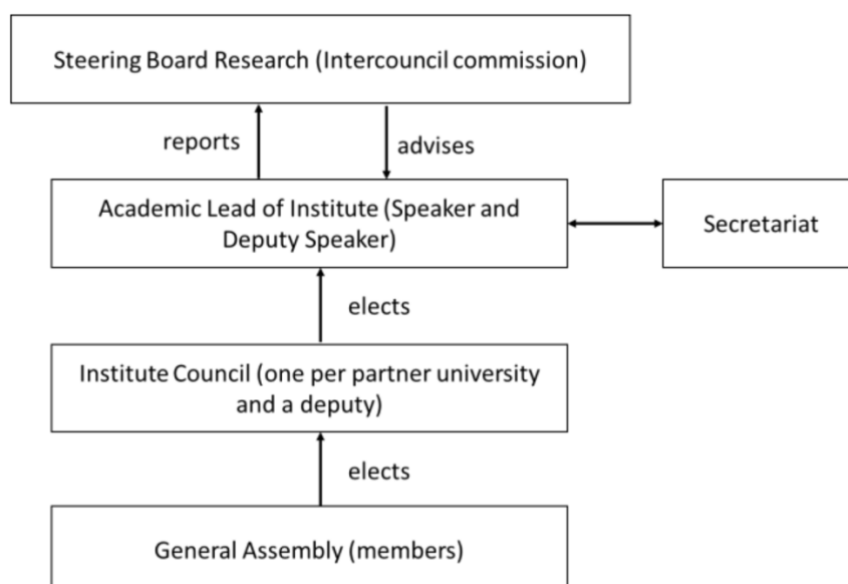 Steering Board Research (Intercouncil commission)
reports
advises
Academic Lead of Institute (Speaker and
Deputy Speaker)
Secretariat
elects
Institute Council (one per partner university
and a deputy)
elects
General Assembly (members)